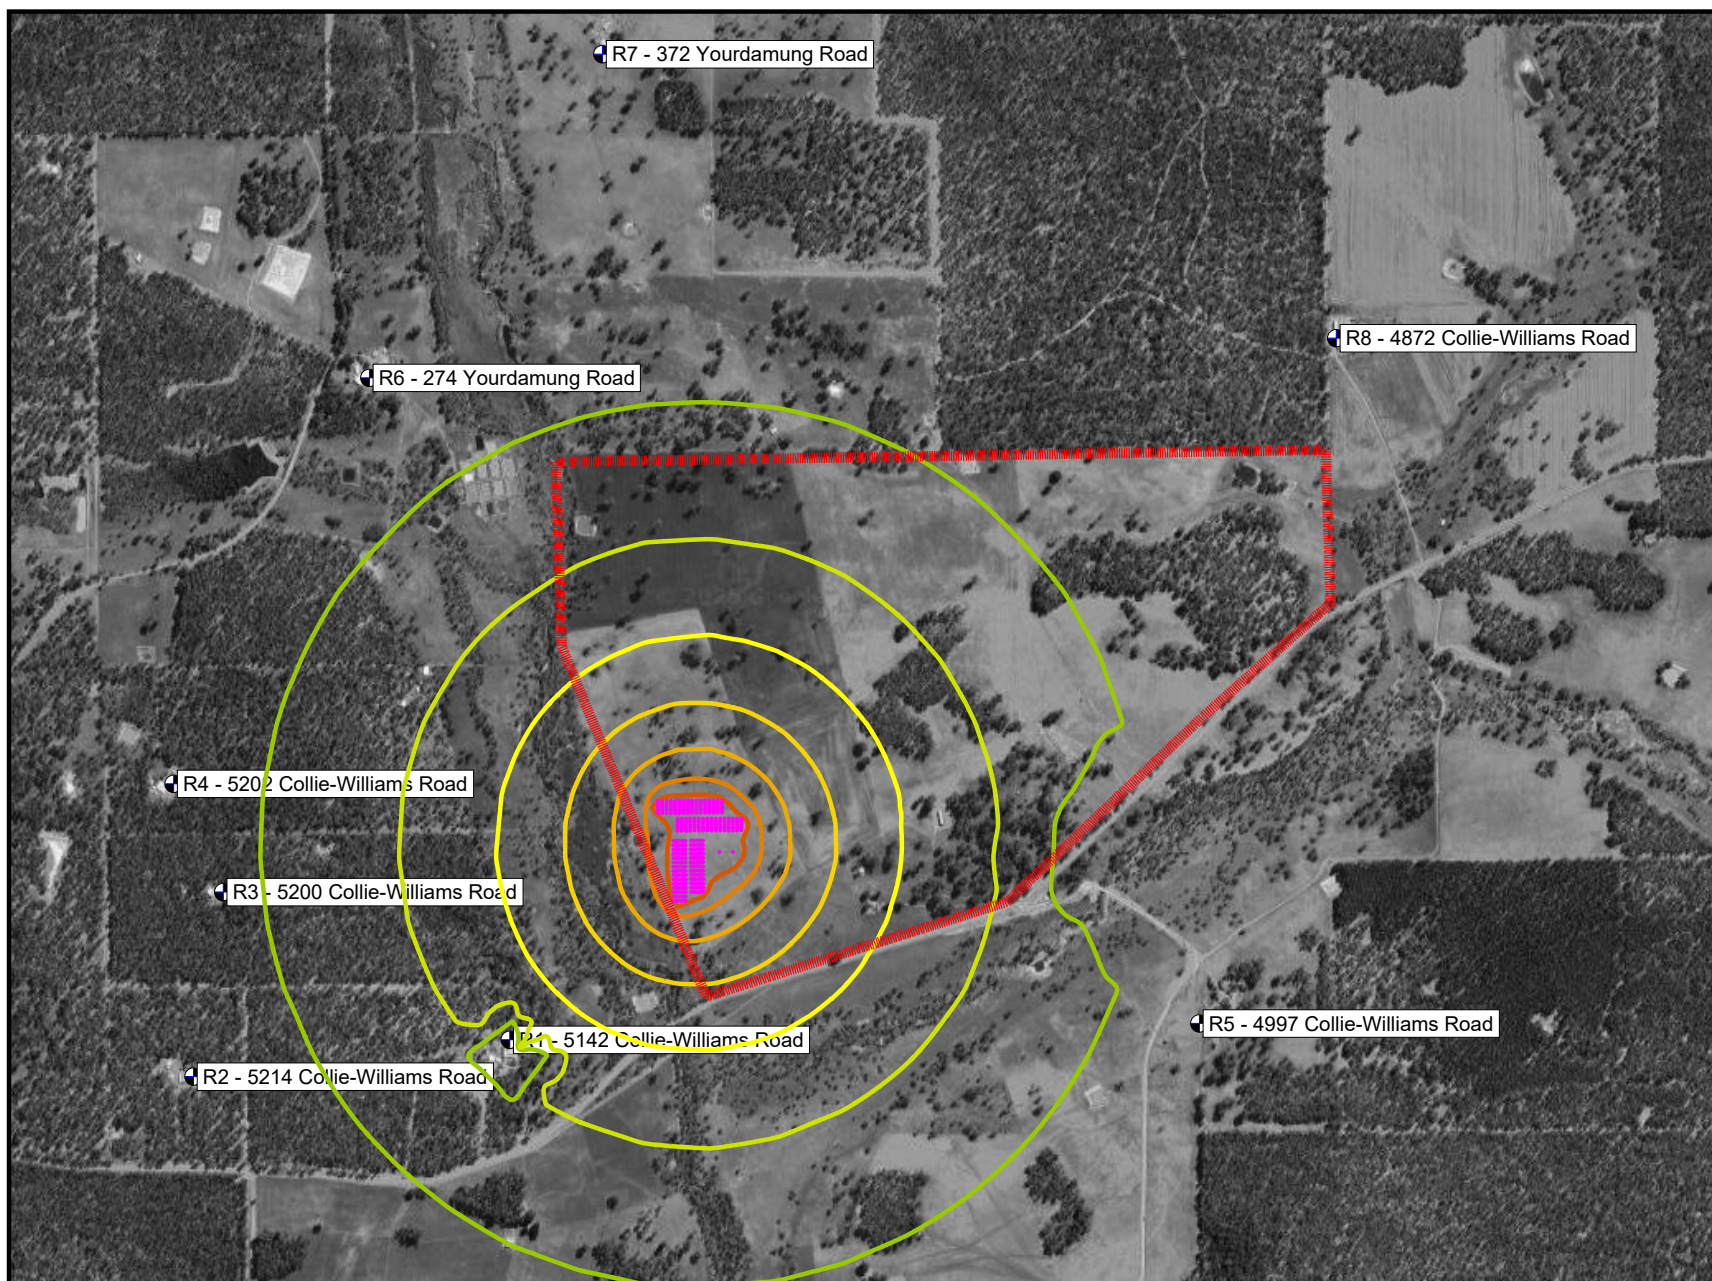 R7 - 372 Yourdamung Road
R8 - 4872 Collie-Williams Road
R6 - 274 Yourdamung Road
R4 - 5202 Collie-Williams Road
R3 - 5200 Collie-Williams Road
R5 - 4997 Collie-Williams Road
R1 - 5142 Collie-Williams Road
R2 - 5214 Collie-Williams Road